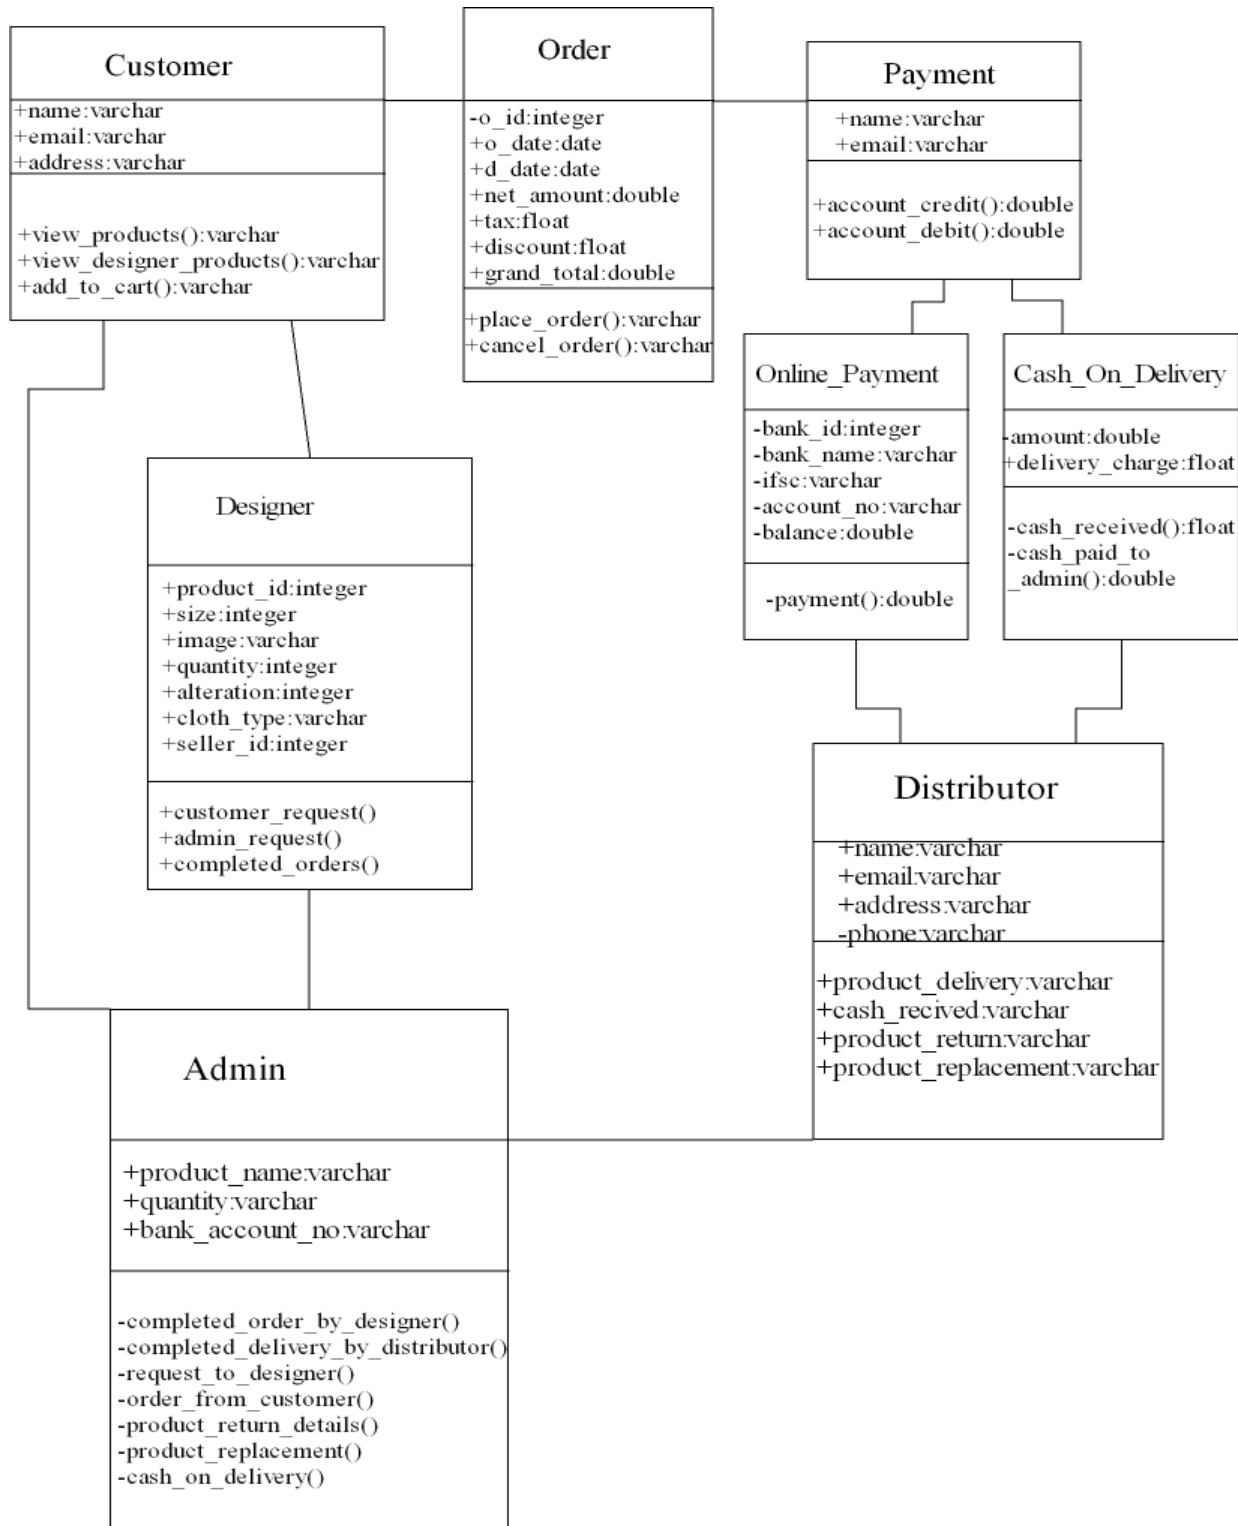 Customer
+name:varchar
+email:varchar
+address:varchar
+view_products():varchar
+view_designer_products():varchar
+add_to_cart():varchar
Order
-o_id:integer
+o_date:date
+d_date:date
+net_amount:double
+tax:float
+discount:float
+grand_total:double
+place_order():varchar
+cancel_order():varchar
Payment
+name:varchar
+email:varchar
+account_credit():double
+account_debit():double
Online_Payment
-bank_id:integer
-bank_name:varchar
-ifsc:varchar
-account_no:varchar
-balance:double
-payment():double
Cash_On_Delivery
-amount:double
+delivery_charge:float
-cash_received():float
-cash_paid_to
_admin():double
Designer
+product_id:integer
+size:integer
+image:varchar
+quantity:integer
+alteration:integer
+cloth_type:varchar
+seller_id:integer
+customer_request()
+admin_request()
+completed_orders()
Distributor
+name:varchar
+email:varchar
+address:varchar
-phone:varchar
+product_delivery:varchar
+cash_recived:varchar
+product_return:varchar
+product_replacement:varchar
Admin
+product_name:varchar
+quantity:varchar
+bank_account_no:varchar
-completed_order_by_designer()
-completed_delivery_by_distributor()
-request_to_designer()
-order_from_customer()
-product_return_details()
-product_replacement()
-cash_on_delivery()